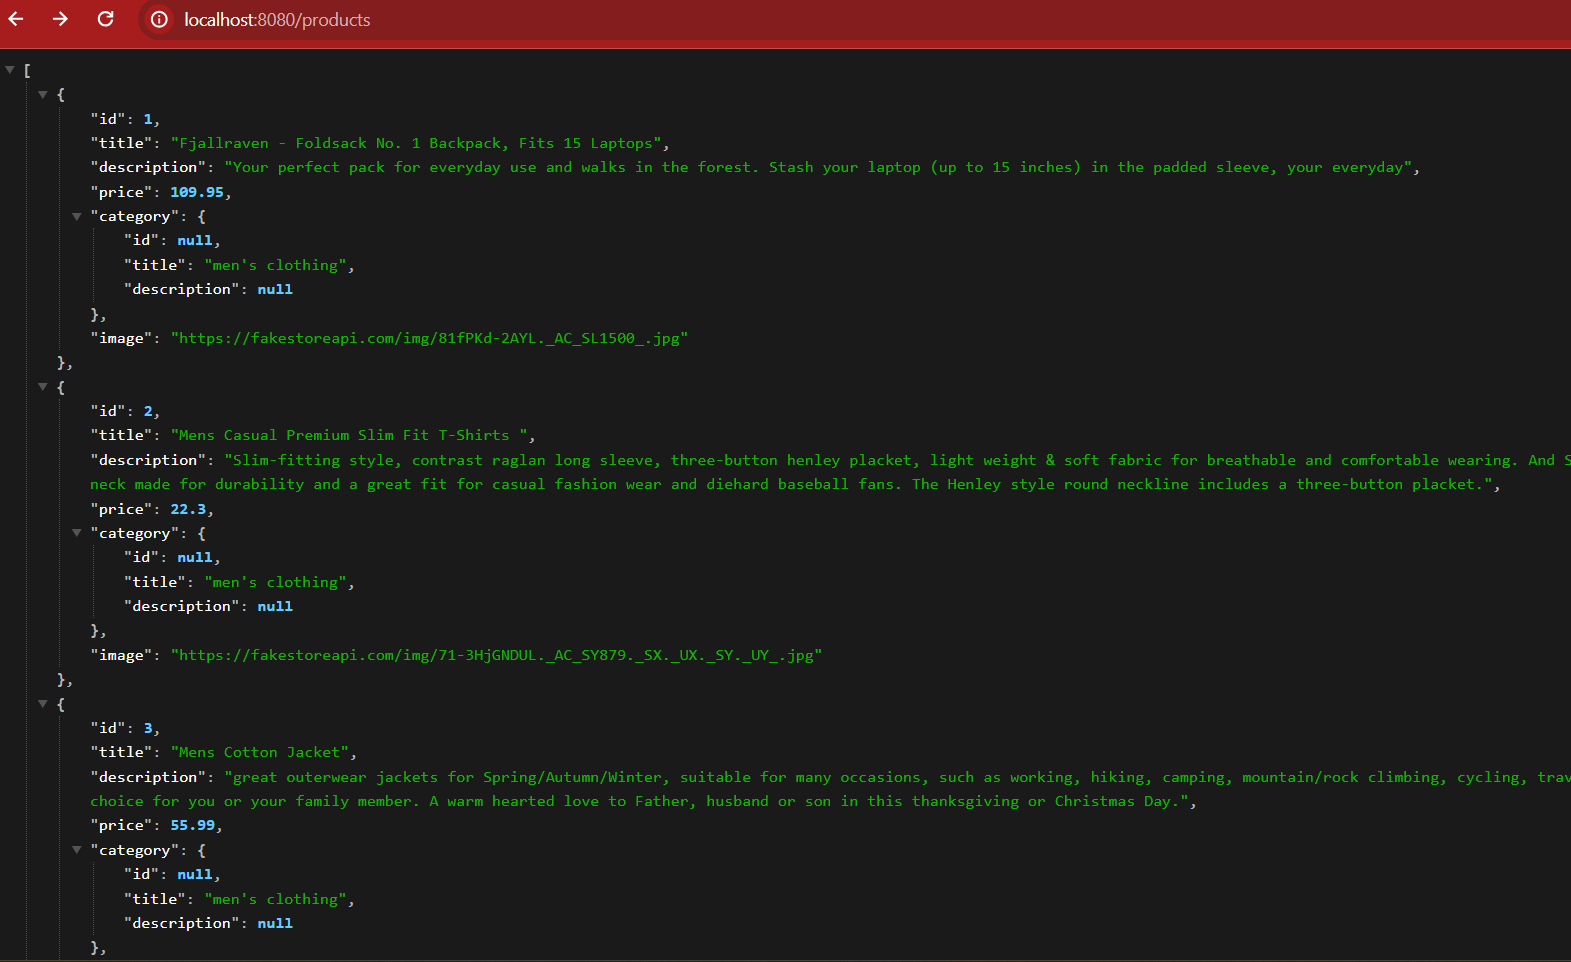 localhost:8080/products
[
{
"id": 1,
"title": "Fjallraven - Foldsack No. 1 Backpack, Fits 15 Laptops",
"description": "Your perfect pack for everyday use and walks in the forest. Stash your laptop (up to 15 inches) in the padded sleeve, your everyday",
"price": 109.95,
"category": {
"id": null,
"title": "men's clothing",
"description": null
},
"image": "https://fakestoreapi.com/img/81fPKd-2AYL._AC_SL1500_.jpg"
},
{
"id": 2,
"title": "Mens Casual Premium Slim Fit T-Shirts ",
"description": "Slim-fitting style, contrast raglan long sleeve, three-button henley placket, light weight & soft fabric for breathable and comfortable wearing. And S
neck made for durability and a great fit for casual fashion wear and diehard baseball fans. The Henley style round neckline includes a three-button placket.",
"price": 22.3,
"category": {
"id": null,
"title": "men's clothing",
"description": null
},
"image": "https://fakestoreapi.com/img/71-3HjGNDUL._AC_SY879._SX._UX._SY._UY_.jpg"
},
{
"id": 3,
"title": "Mens Cotton Jacket",
"description": "great outerwear jackets for Spring/Autumn/Winter, suitable for many occasions, such as working, hiking, camping, mountain/rock climbing, cycling, trav
choice for you or your family member. A warm hearted love to Father, husband or son in this thanksgiving or Christmas Day.",
"price": 55.99,
"category": {
"id": null,
"title": "men's clothing",
"description": null
},